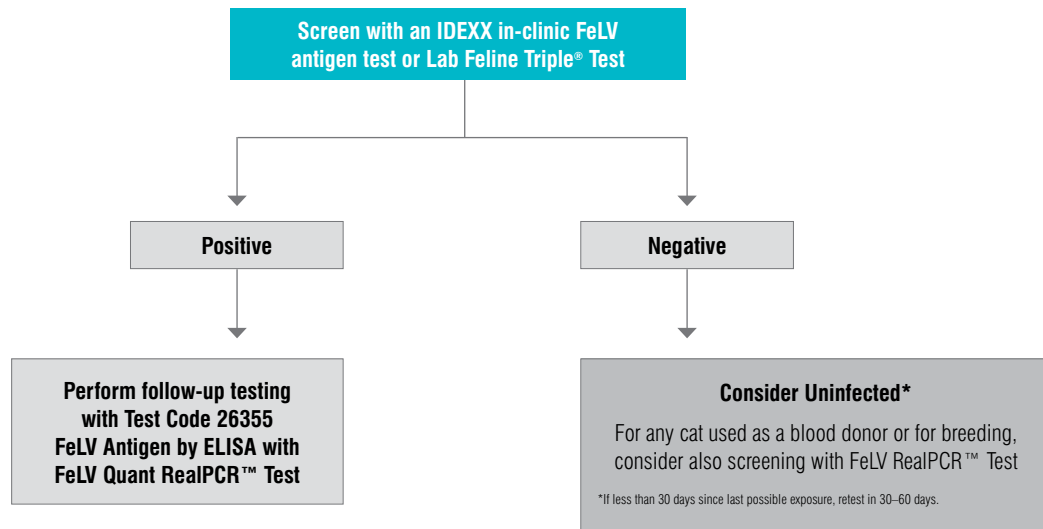 Screen with an IDEXX in-clinic FeLV
antigen test or Lab Feline Triple® Test
Positive
Negative
Perform follow-up testing
with Test Code 26355
FeLV Antigen by ELISA with
FeLV Quant RealPCR™ Test
Consider Uninfected*
For any cat used as a blood donor or for breeding,
consider also screening with FeLV RealPCR™ Test
*If less than 30 days since last possible exposure, retest in 30–60 days.